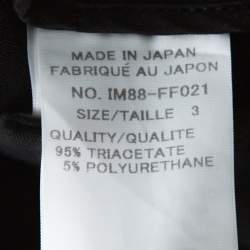 MADE IN JAPAN
FABRIQUÉ AU JAPON
NO. IM88-FF021
SIZE/TAILLE 3
QUALITY/QUALITE
95% TRIACETATE
5% POLYURETHANE